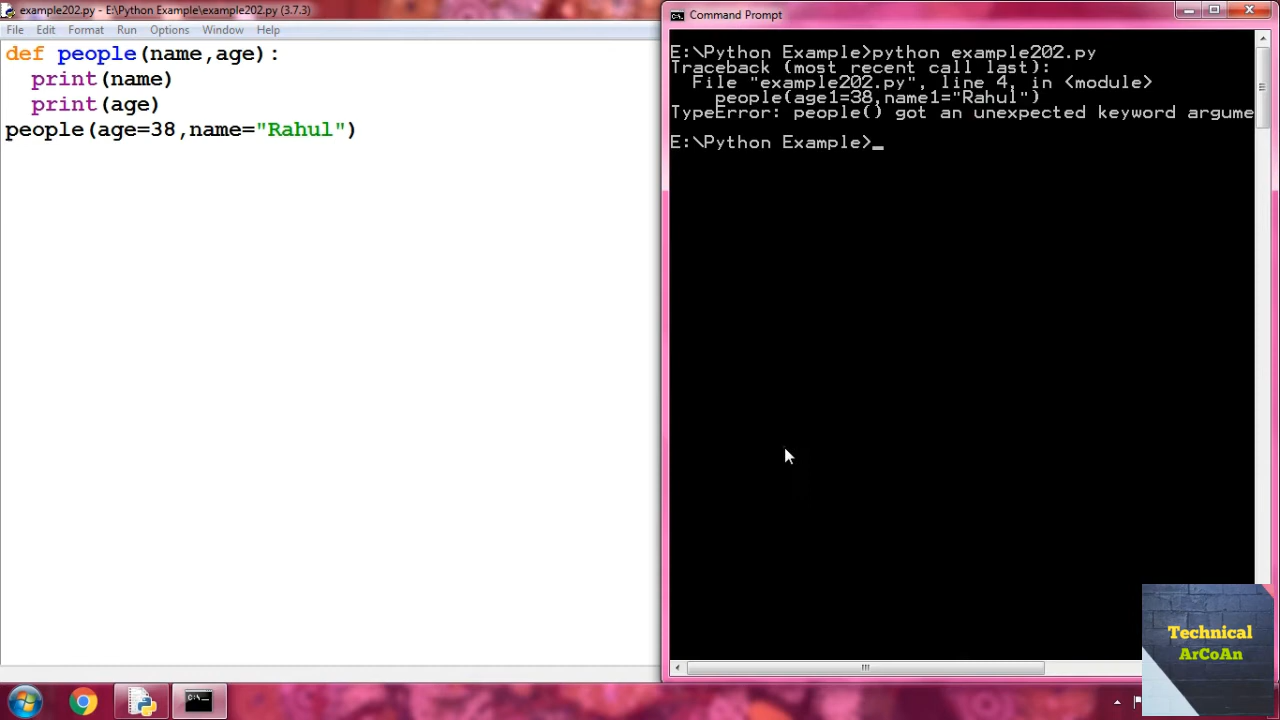 example202.py - E:\Python Example\example202.py (3.7.3)
File Edit Format Run Options Window Help
def people(name,age):
print(name)
print(age)
people(age=38,name="Rahul")
Command Prompt
E:\Python Example>python example202.py
Traceback (most recent call last):
File "example202.py", line 4, in <module>
people(age1=38,name1="Rahul")
TypeError: people() got an unexpected keyword argume
E:\Python Example>_
Technical
ArCoAn